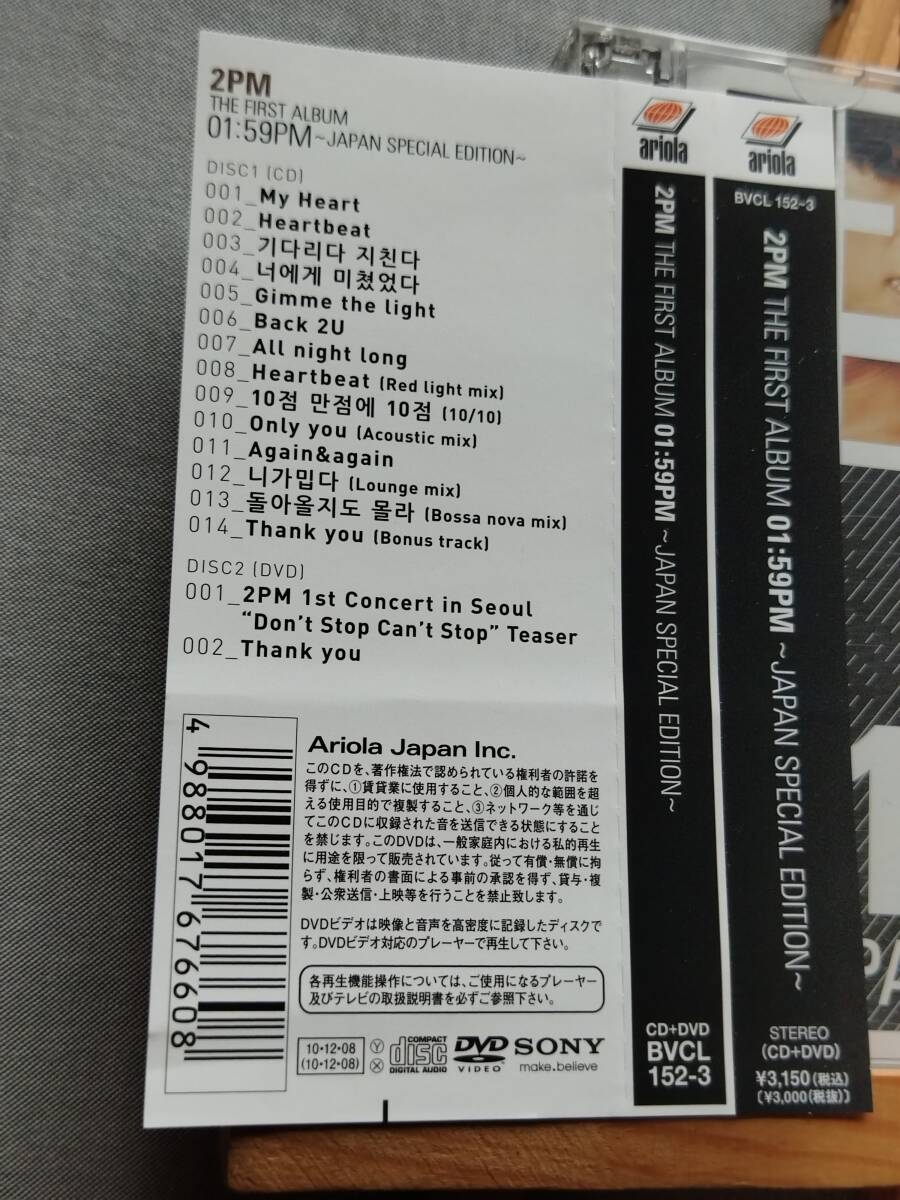 2PM
THE FIRST ALBUM
01:59PM~JAPAN SPECIAL EDITION~
DISC1 (CD)
001_My Heart
002_Heartbeat
003_기다리다 지친다
004_너에게 미쳤었다
005_Gimme the light
006_Back 2U
007_All night long
008_Heartbeat (Red light mix)
009_10점 만점에 10점 (10/10)
010_Only you (Acoustic mix)
011_Again&again
012_니가밉다 (Lounge mix)
013_돌아올지도 몰라 (Bossa nova mix)
014_Thank you (Bonus track)
DISC2 (DVD)
001_2PM 1st Concert in Seoul
“Don't Stop Can't Stop” Teaser
002_Thank you
4 988017 676608
Ariola Japan Inc.
このCDを、著作権法で認められている権利者の許諾を
得ずに、①賃貸業に使用すること、②個人的な範囲を超
える使用目的で複製すること、③ネットワーク等を通じ
てこのCDに収録された音を送信できる状態にすること
を禁じます。このDVDは、一般家庭内における私的再生
に用途を限って販売されています。従って有償・無償に拘
らず、権利者の書面による事前の承認を得ず、貸与・複
製・公衆送信・上映等を行うことを禁止致します。
DVDビデオは映像と音声を高密度に記録したディスクで
す。DVDビデオ対応のプレーヤーで再生して下さい。
各再生機能操作については、ご使用になるプレーヤー
及びテレビの取扱説明書を必ずご参照下さい。
10・12・08
(10・12・08)
Y
X
COMPACT
disc
DIGITAL AUDIO
DVD
VIDEO
SONY
make.believe
ariola
2PM THE FIRST ALBUM 01:59PM ~JAPAN SPECIAL EDITION~
CD+DVD
BVCL
152-3
ariola
BVCL 152~3
2PM THE FIRST ALBUM 01:59PM ~JAPAN SPECIAL EDITION~
STEREO
(CD+DVD)
¥3,150(税込)
(¥3,000(税抜))